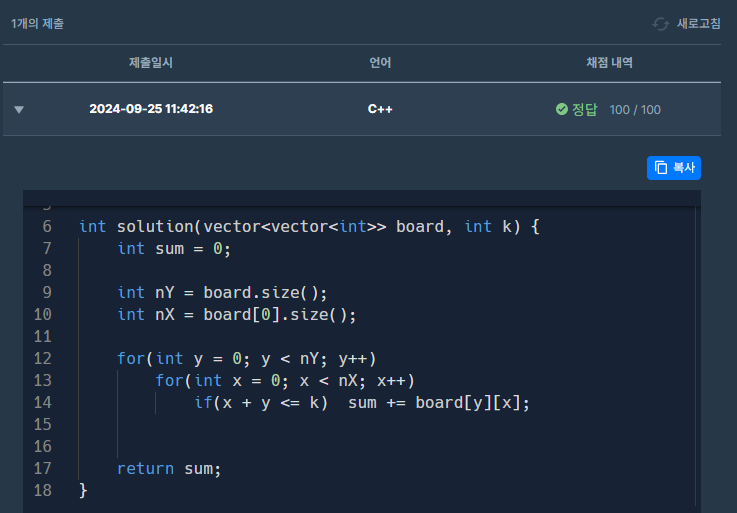 1개의 제출 새로고침
제출일시 언어 채점 내역
2024-09-25 11:42:16 C++ 정답 100 / 100
복사
6 int solution(vector<vector<int>> board, int k) {
7 int sum = 0;
8
9 int nY = board.size();
10 int nX = board[0].size();
11
12 for(int y = 0; y < nY; y++)
13 for(int x = 0; x < nX; x++)
14 if(x + y <= k)  sum += board[y][x];
15
16
17 return sum;
18 }